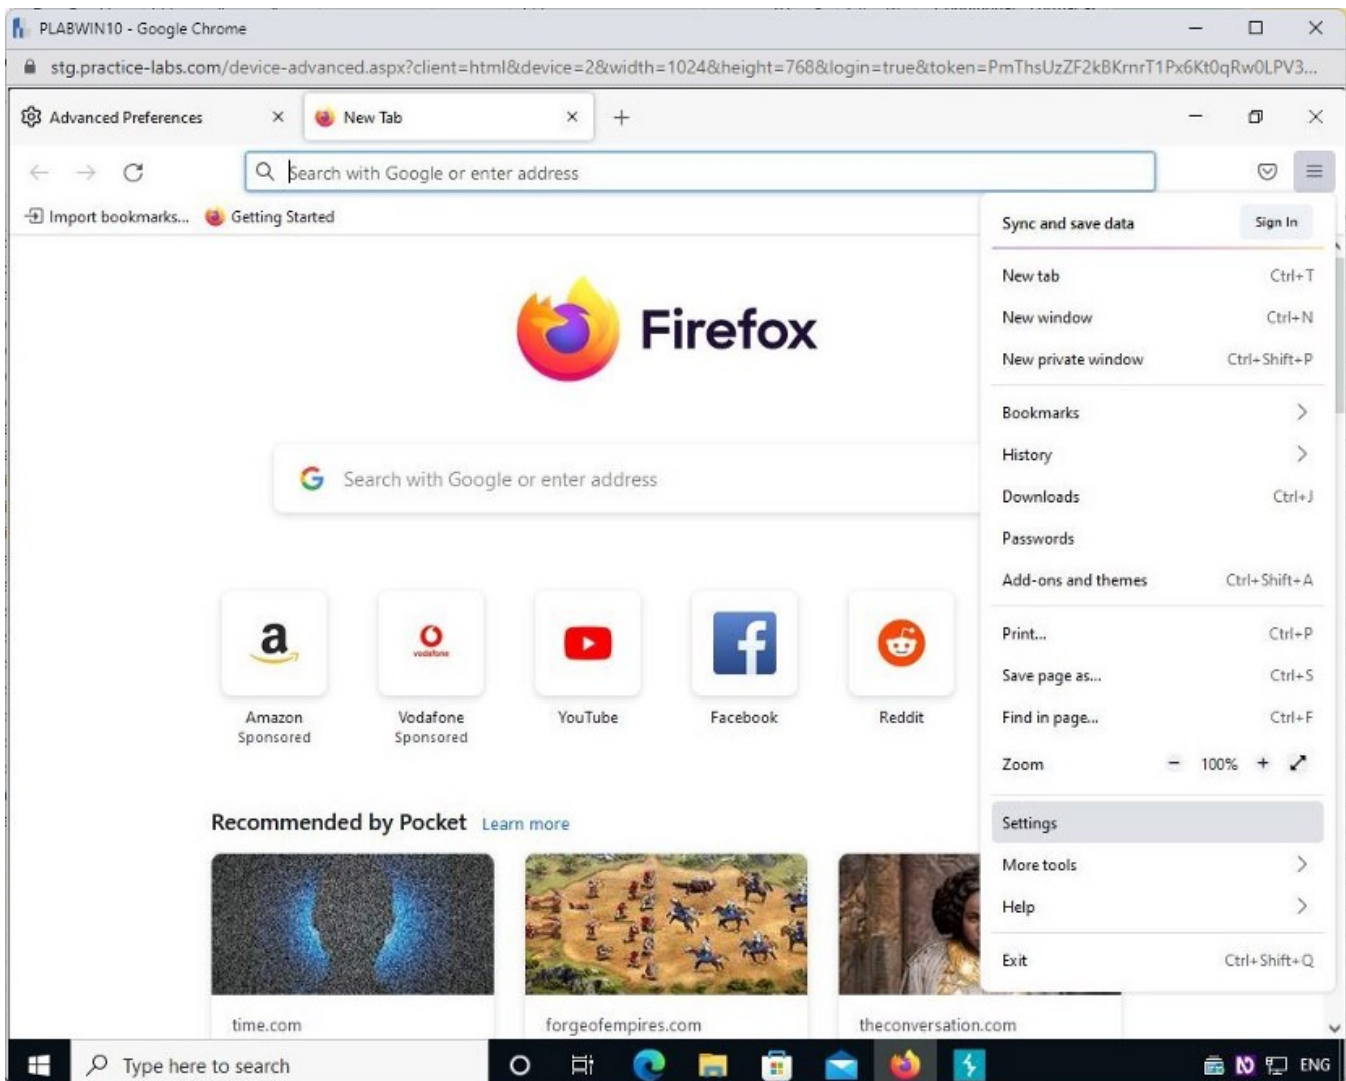 PLABWIN10 - Google Chrome
stg.practice-labs.com/device-advanced.aspx?client=html&device=2&width=1024&height=768&login=true&token=PmThsUzZF2kBKrnrT1Px6Kt0qRw0LPV3...
Advanced Preferences
New Tab
Search with Google or enter address
Import bookmarks...
Getting Started
Firefox
Search with Google or enter address
a
vodafone
f
Amazon
Sponsored
Vodafone
Sponsored
YouTube
Facebook
Reddit
Recommended by Pocket Learn more
time.com
forgeofempires.com
theconversation.com
Sync and save data Sign In
New tab Ctrl+T
New window Ctrl+N
New private window Ctrl+Shift+P
Bookmarks
History
Downloads Ctrl+J
Passwords
Add-ons and themes Ctrl+Shift+A
Print... Ctrl+P
Save page as... Ctrl+S
Find in page... Ctrl+F
Zoom - 100% +
Settings
More tools
Help
Exit Ctrl+Shift+Q
Type here to search
ENG